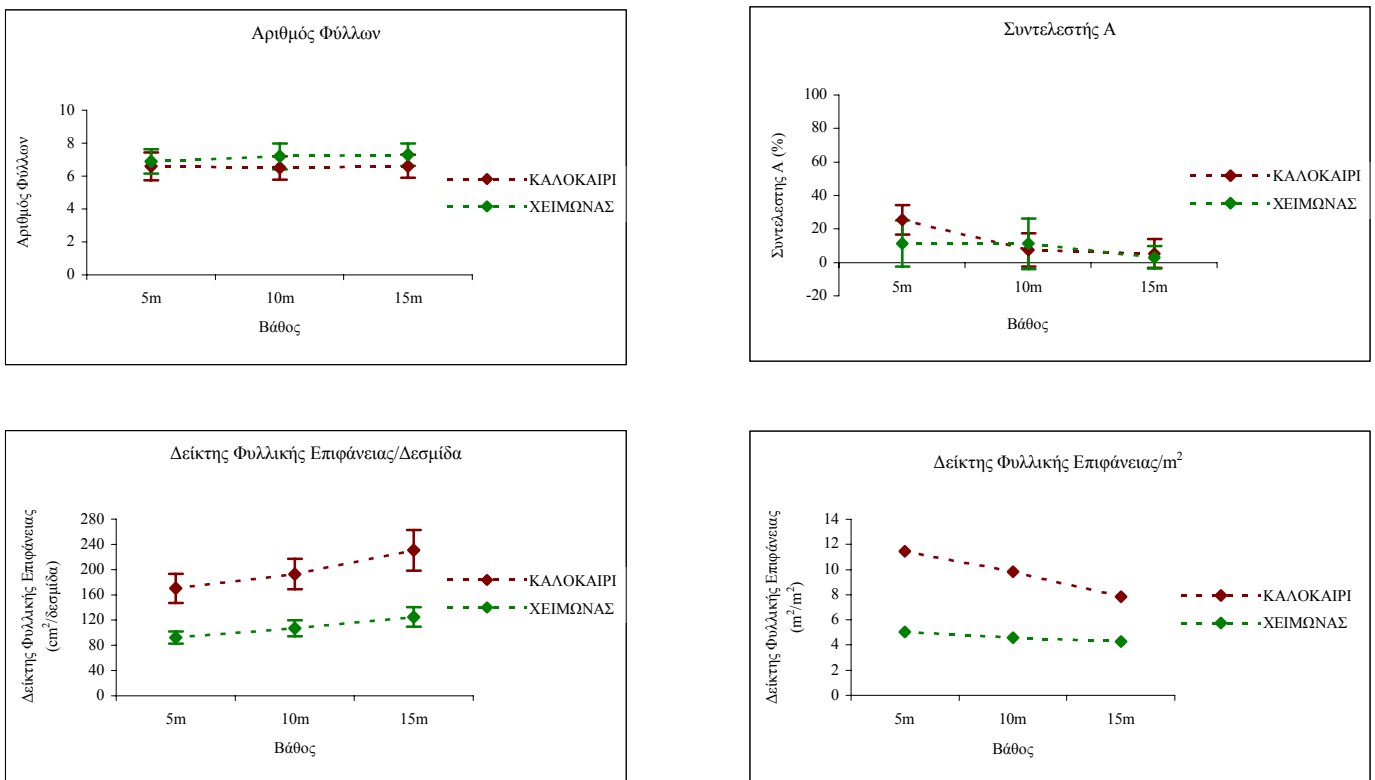 Αριθμός Φύλλων
Αριθμός Φύλλων
10
8
6
4
2
0
5m 10m 15m
Βάθος
ΚΑΛΟΚΑΙΡΙ
ΧΕΙΜΩΝΑΣ
Συντελεστής Α
Συντελεστης Α (%)
100
80
60
40
20
0
-20
5m 10m 15m
Βάθος
ΚΑΛΟΚΑΙΡΙ
ΧΕΙΜΩΝΑΣ
Δείκτης Φυλλικής Επιφάνειας/Δεσμίδα
Δείκτης Φυλλικής Επιφάνειας
(cm²/δεσμίδα)
280
240
200
160
120
80
40
0
5m 10m 15m
Βάθος
ΚΑΛΟΚΑΙΡΙ
ΧΕΙΜΩΝΑΣ
Δείκτης Φυλλικής Επιφάνειας/m²
Δείκτης Φυλλικής Επιφάνειας
(m²/m²)
14
12
10
8
6
4
2
0
5m 10m 15m
Βάθος
ΚΑΛΟΚΑΙΡΙ
ΧΕΙΜΩΝΑΣ